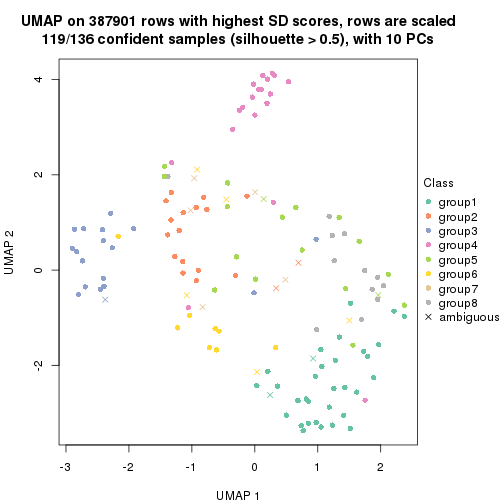 UMAP on 387901 rows with highest SD scores, rows are scaled
119/136 confident samples (silhouette > 0.5), with 10 PCs
4
2
0
-2
UMAP 2
-3
-2
-1
0
1
2
UMAP 1
Class
group1
group2
group3
group4
group5
group6
group7
group8
ambiguous